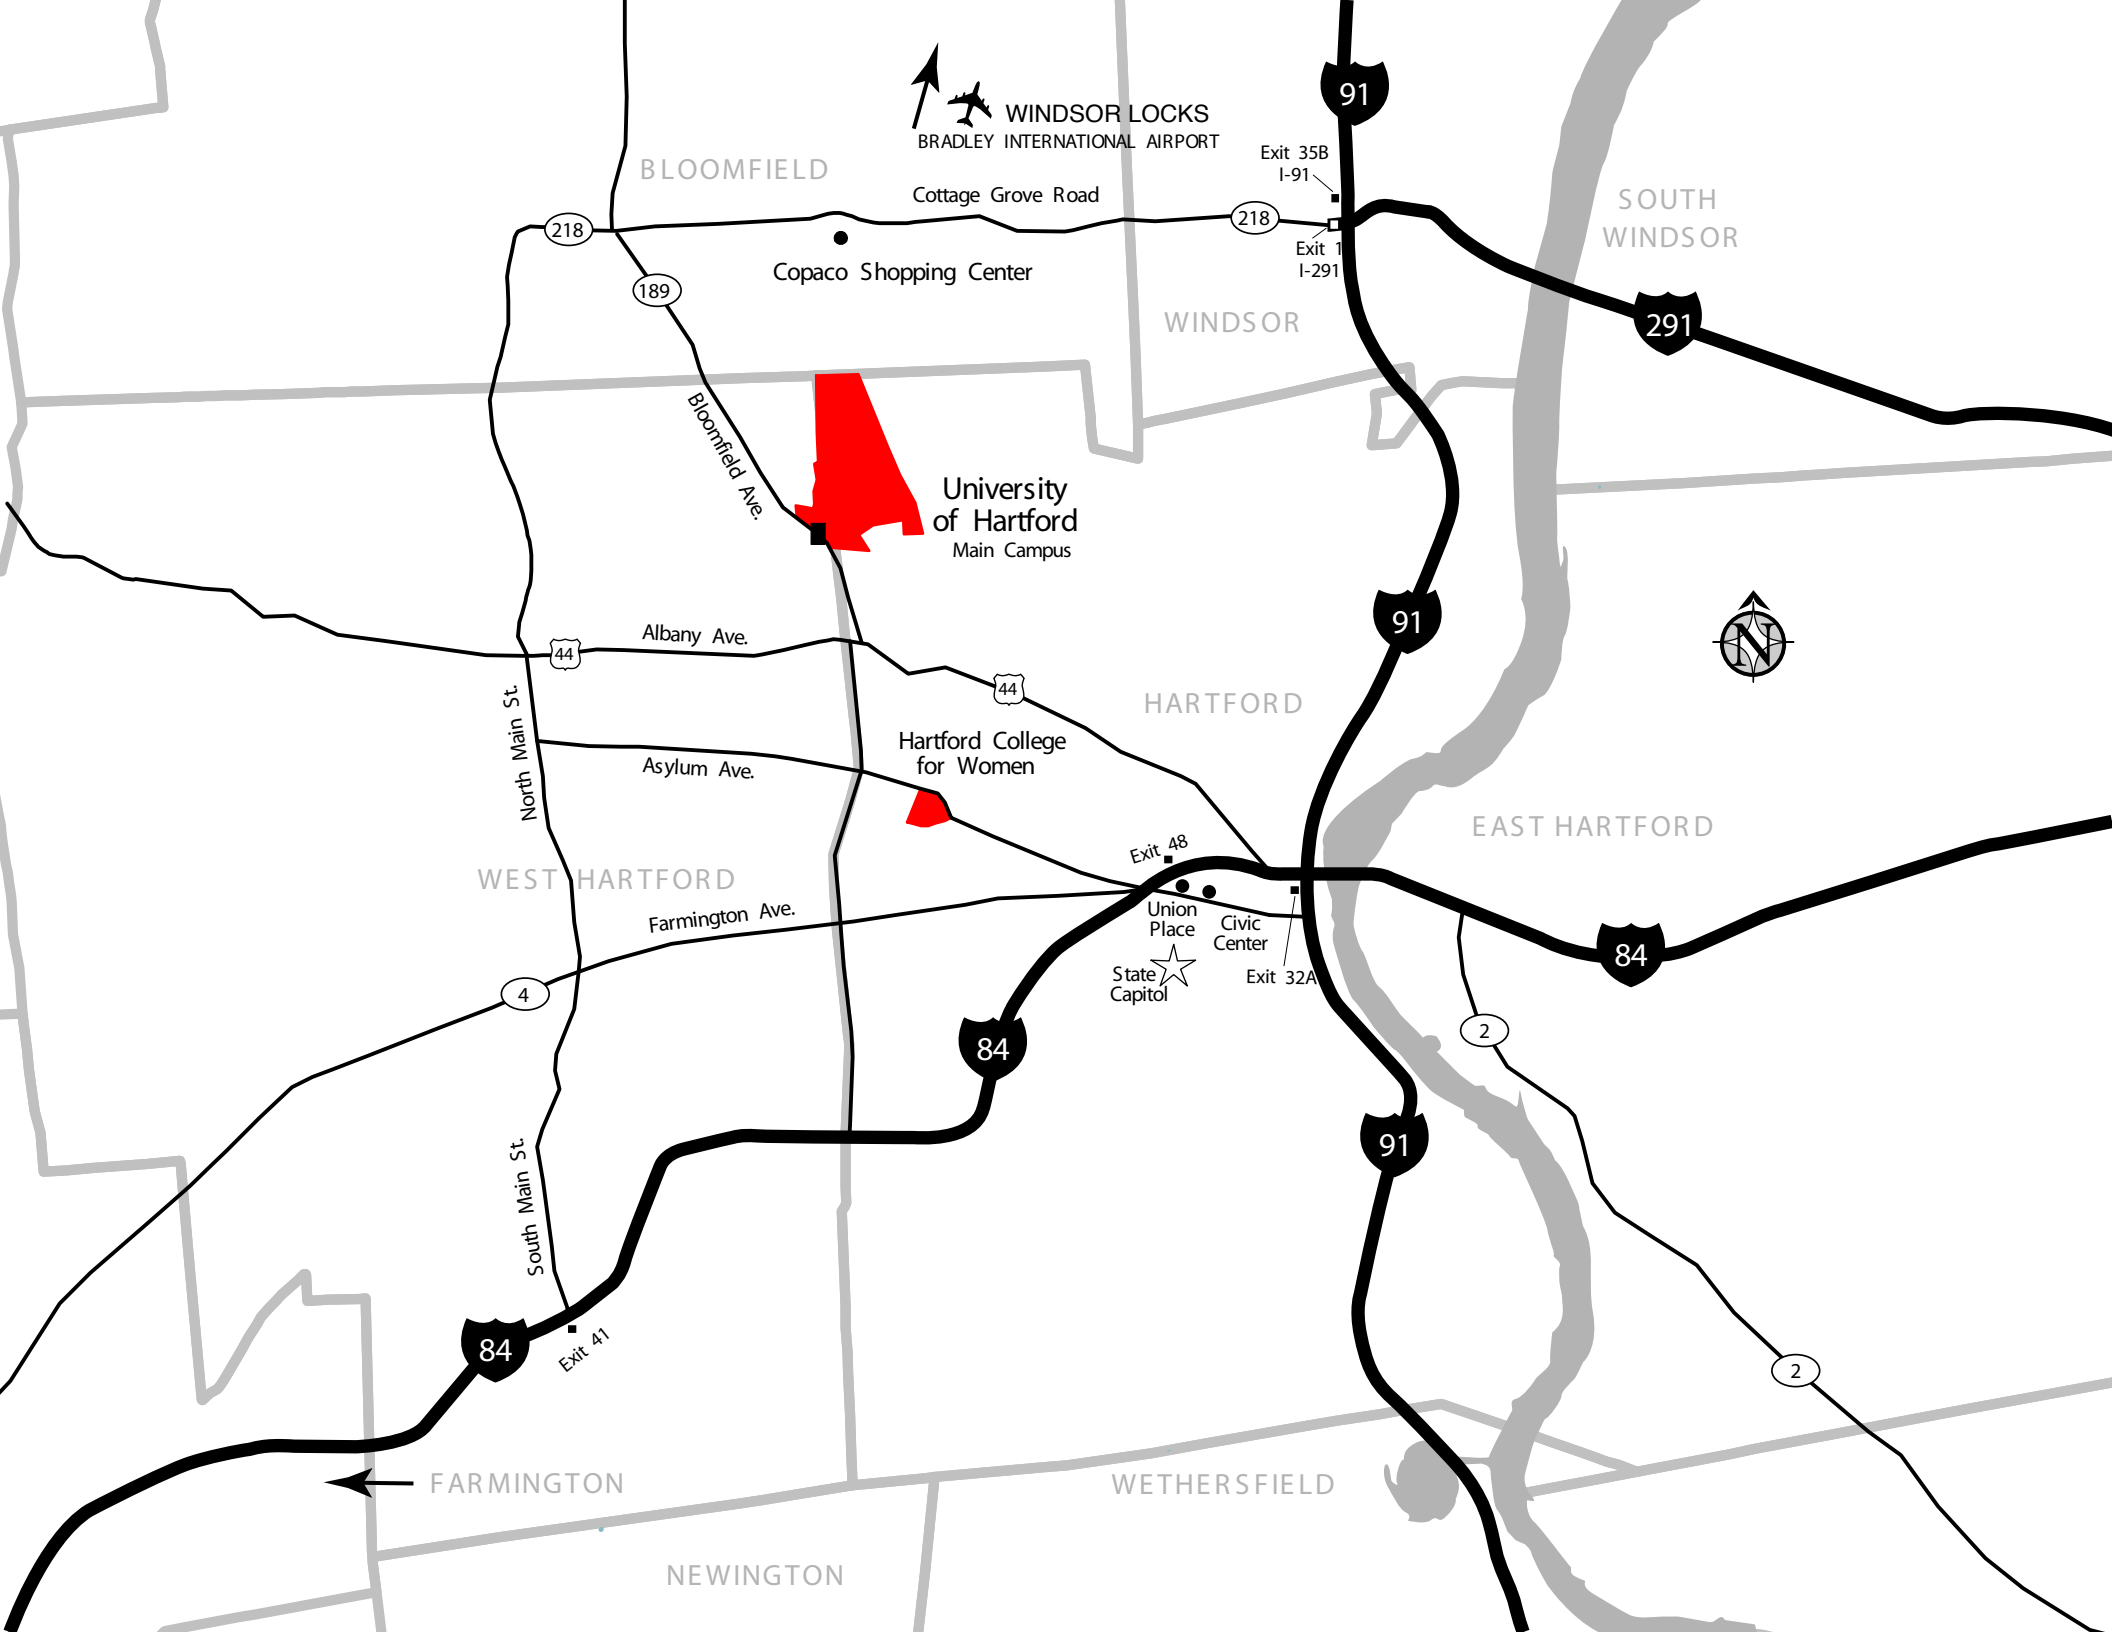 91
WINDSOR LOCKS
BRADLEY INTERNATIONAL AIRPORT
BLOOMFIELD
Exit 35B
I-91
Cottage Grove Road
SOUTH
WINDSOR
218
218
Exit 1
I-291
Copaco Shopping Center
189
WINDSOR
291
Bloomfield Ave.
University
of Hartford
Main Campus
91
N
Albany Ave.
44
44
HARTFORD
North Main St.
Hartford College
for Women
Asylum Ave.
EAST HARTFORD
Exit 48
WEST HARTFORD
Farmington Ave.
Union
Place
Civic
Center
State
Capitol
Exit 32A
84
4
2
84
91
South Main St.
84
Exit 41
2
FARMINGTON
WETHERSFIELD
NEWINGTON